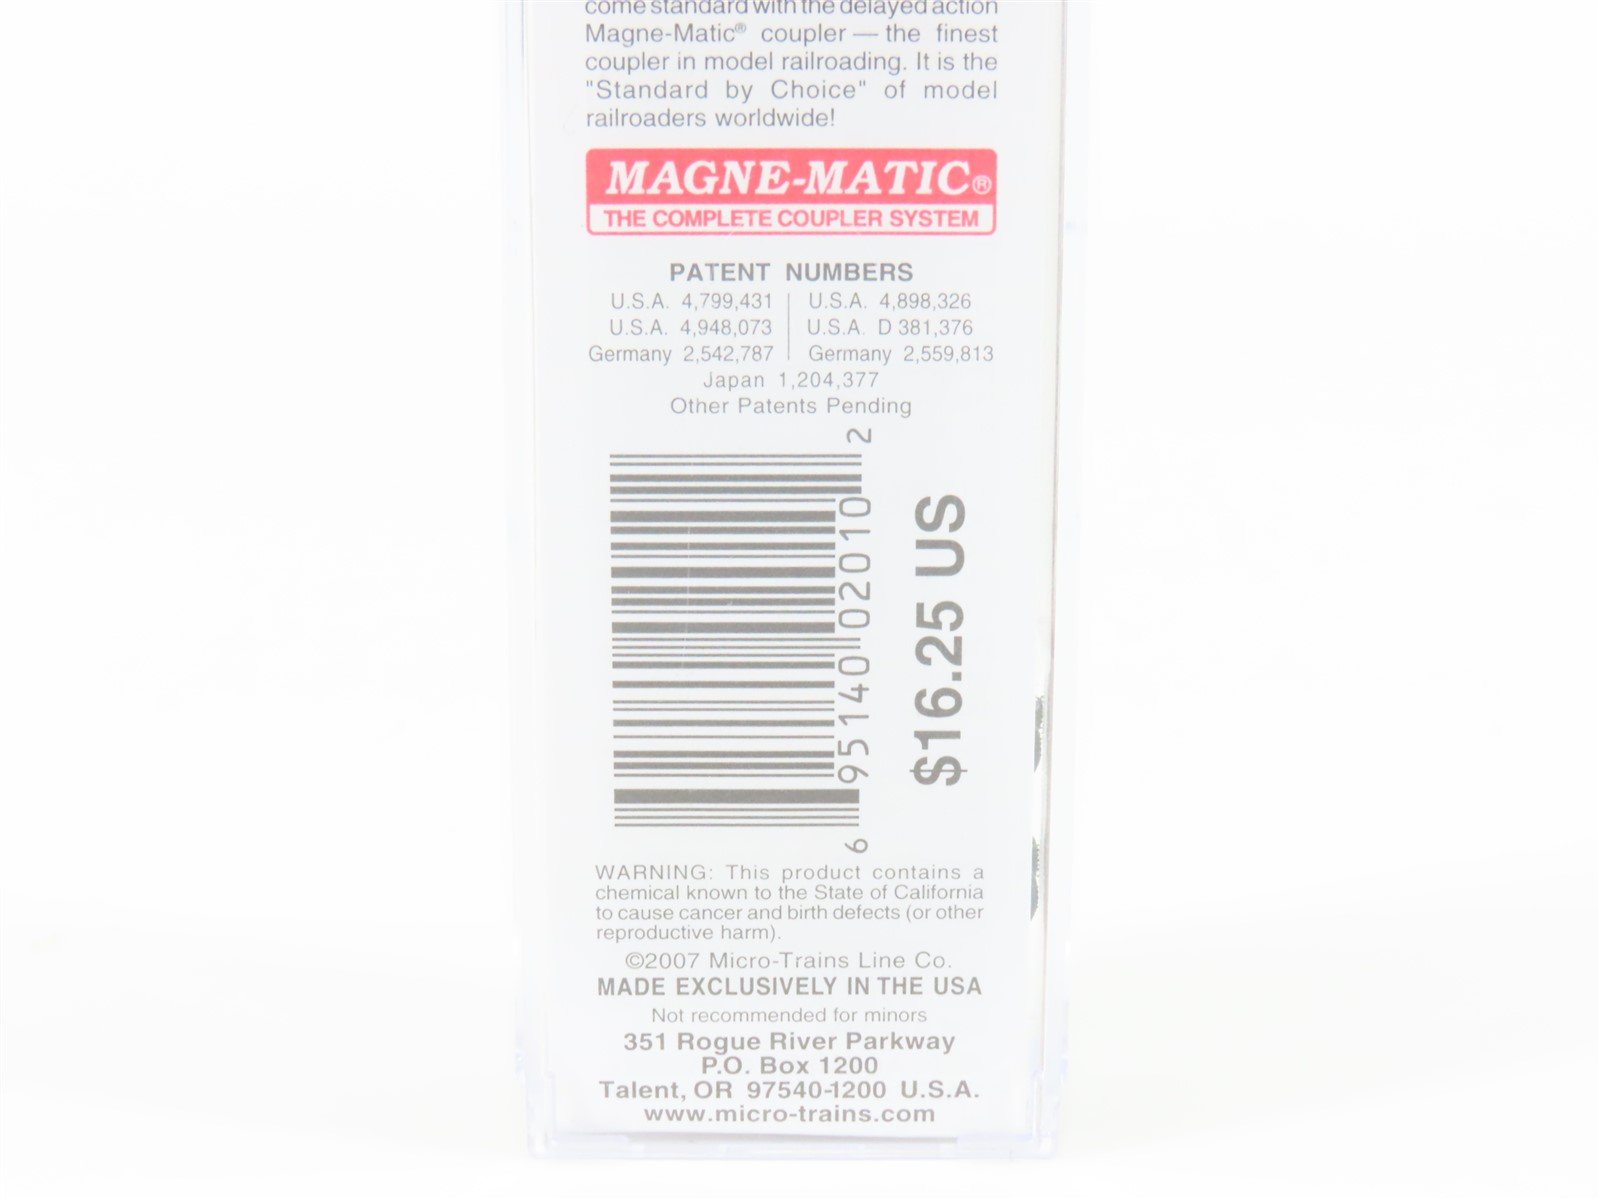 come standard with the delayed action
Magne-Matic® coupler — the finest
coupler in model railroading. It is the
"Standard by Choice" of model
railroaders worldwide!
MAGNE-MATIC®
THE COMPLETE COUPLER SYSTEM
PATENT NUMBERS
U.S.A. 4,799,431 | U.S.A. 4,898,326
U.S.A. 4,948,073 | U.S.A. D 381,376
Germany 2,542,787 | Germany 2,559,813
Japan 1,204,377
Other Patents Pending
6 95140 02010 2
$16.25 US
WARNING: This product contains a
chemical known to the State of California
to cause cancer and birth defects (or other
reproductive harm).
©2007 Micro-Trains Line Co.
MADE EXCLUSIVELY IN THE USA
Not recommended for minors
351 Rogue River Parkway
P.O. Box 1200
Talent, OR 97540-1200 U.S.A.
www.micro-trains.com